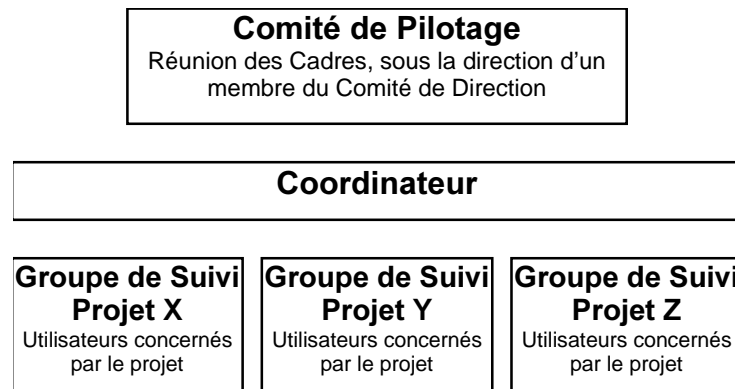 Comité de Pilotage
Réunion des Cadres, sous la direction d'un
membre du Comité de Direction
Coordinateur
Groupe de Suivi
Projet X
Utilisateurs concernés
par le projet
Groupe de Suivi
Projet Y
Utilisateurs concernés
par le projet
Groupe de Suivi
Projet Z
Utilisateurs concernés
par le projet